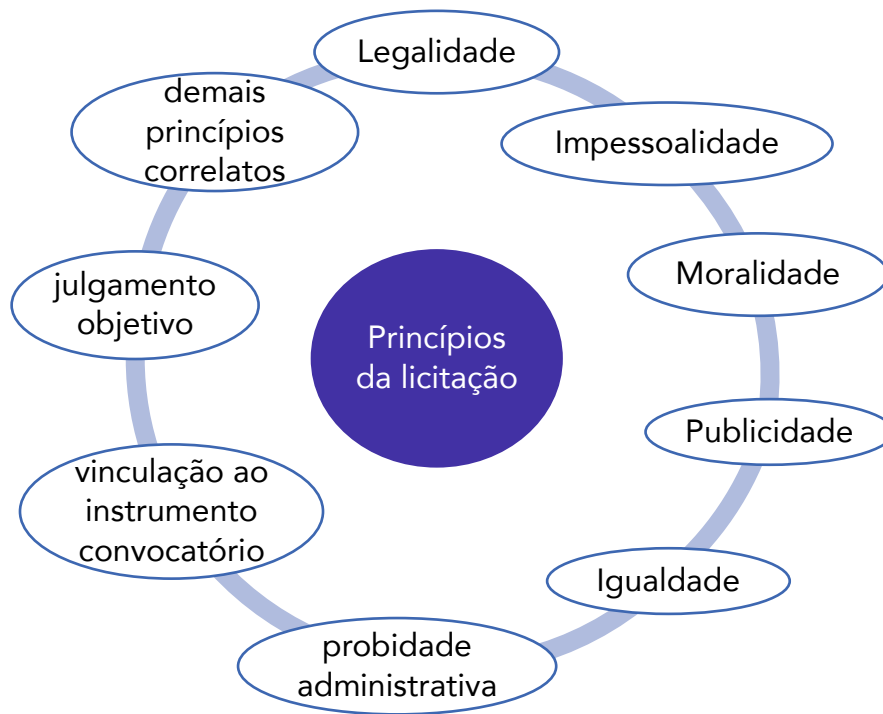 Legalidade
Impessoalidade
Moralidade
Publicidade
Igualdade
probidade
administrativa
vinculação ao
instrumento
convocatório
julgamento
objetivo
demais
princípios
correlatos
Princípios
da licitação